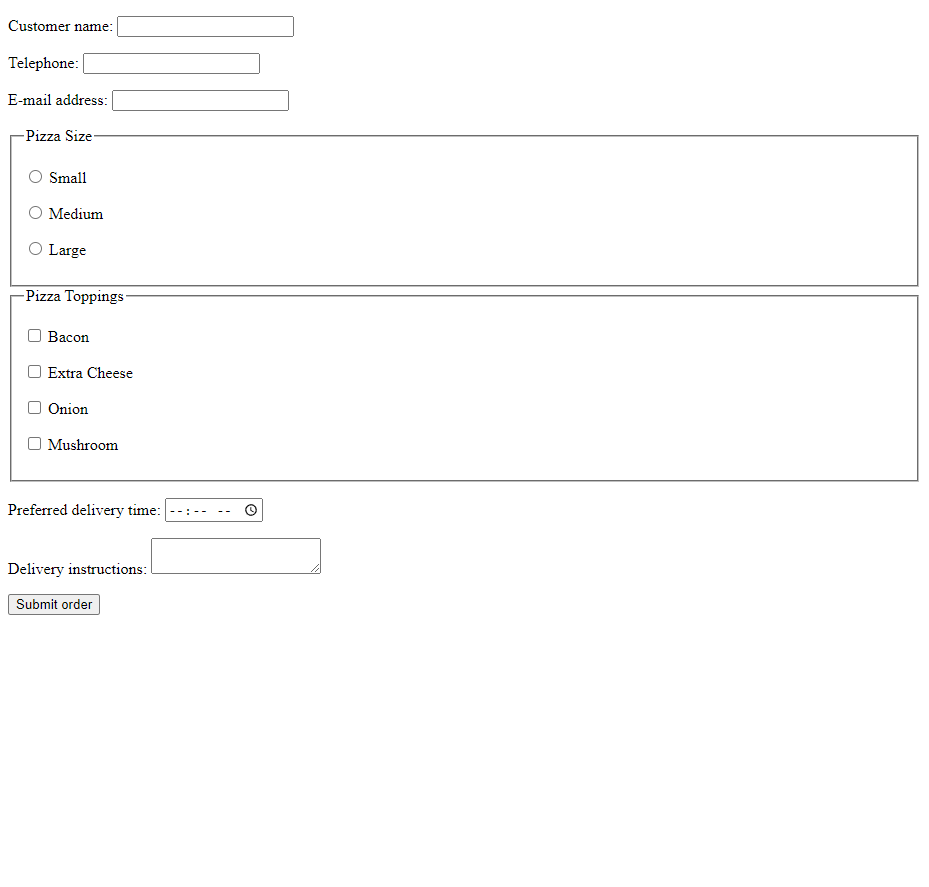 Customer name:
Telephone:
E-mail address:
Pizza Size
Small
Medium
Large
Pizza Toppings
Bacon
Extra Cheese
Onion
Mushroom
Preferred delivery time: --:-- --
Delivery instructions:
Submit order